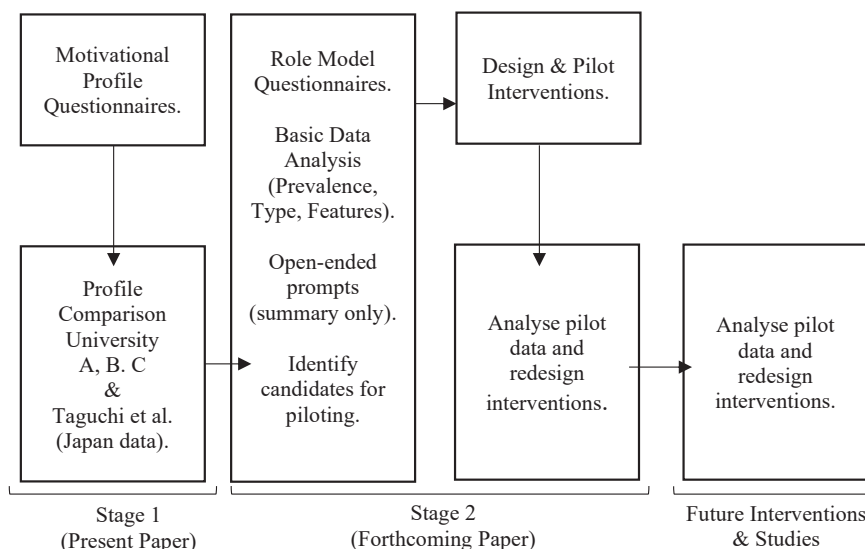 Motivational
Profile
Questionnaires.
Profile
Comparison
University
A, B. C
&
Taguchi et al.
(Japan data).
Role Model
Questionnaires.
Basic Data
Analysis
(Prevalence,
Type, Features).
Open-ended
prompts
(summary only).
Identify
candidates for
piloting.
Design & Pilot
Interventions.
Analyse pilot
data and
redesign
interventions.
Analyse pilot
data and
redesign
interventions.
Stage 1
(Present Paper)
Stage 2
(Forthcoming Paper)
Future Interventions
& Studies